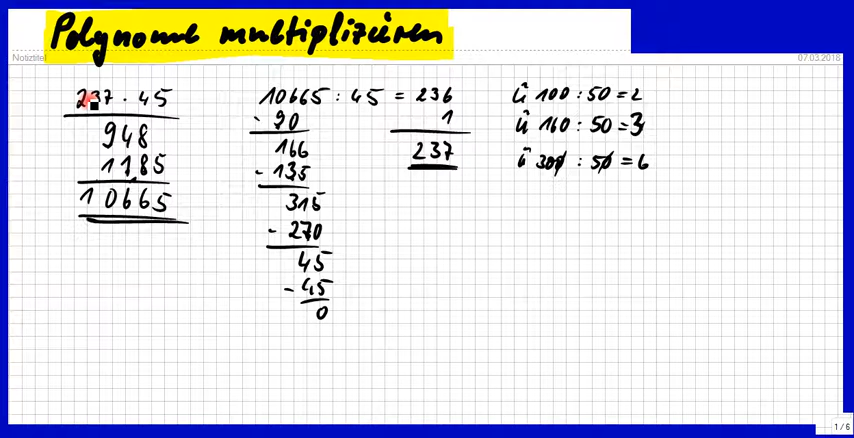 Polynome multiplizieren
Notiztitel
07.03.2018
237 · 45
948
1185
10665
10665 : 45 = 236
- 90
1
166
237
- 135
315
- 270
45
- 45
0
Ü 100 : 50 = 2
Ü 160 : 50 = 3
Ü 300 : 50 = 6
1 / 6